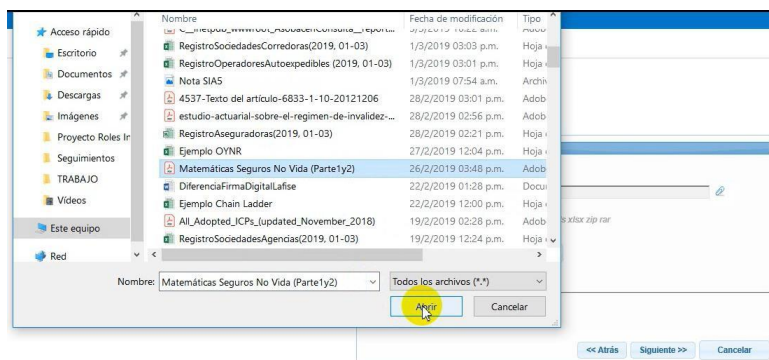 Acceso rápido
Escritorio
Documentos
Descargas
Imágenes
Proyecto Roles In
Seguimientos
TRABAJO
Vídeos
Este equipo
Red
Nombre Fecha de modificación Tipo
RegistroSociedadesCorredoras(2019, 01-03) 1/3/2019 03:03 p.m. Hoja
RegistroOperadoresAutoexpedibles (2019, 01-03) 1/3/2019 03:01 p.m. Hoja
Nota SIA5 1/3/2019 07:54 a.m. Archiv
4537-Texto del artículo-6833-1-10-20121206 28/2/2019 03:01 p.m. Adob
estudio-actuarial-sobre-el-regimen-de-invalidez-... 28/2/2019 02:56 p.m. Adob
RegistroAseguradoras(2019, 01-03) 28/2/2019 02:21 p.m. Hoja
Ejemplo OYNR 27/2/2019 12:04 p.m. Hoja
Matemáticas Seguros No Vida (Parte1y2) 26/2/2019 03:48 p.m. Adob
DiferenciaFirmaDigitalLafise 22/2/2019 01:28 p.m. Docu
Ejemplo Chain Ladder 22/2/2019 12:00 p.m. Hoja
All_Adopted_ICPs_(updated_November_2018) 19/2/2019 02:28 p.m. Adob
RegistroSociedadesAgencias(2019, 01-03) 19/2/2019 12:24 p.m. Hoja
Nombre: Matemáticas Seguros No Vida (Parte1y2) Todos los archivos (*.*)
Abrir Cancelar
xlsx zip rar
<< Atrás Siguiente >> Cancelar